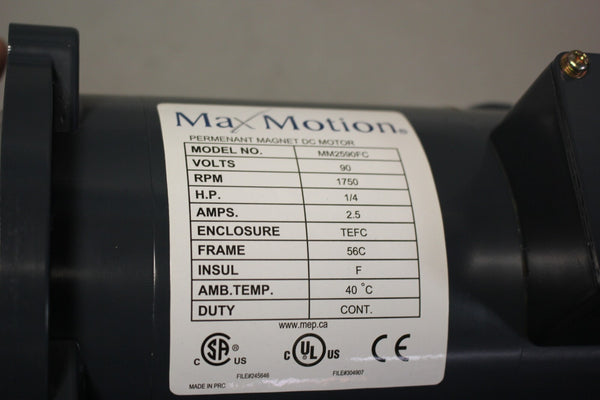 MaxMotion®
PERMENANT MAGNET DC MOTOR
MODEL NO. MM2590FC
VOLTS 90
RPM 1750
H.P. 1/4
AMPS. 2.5
ENCLOSURE TEFC
FRAME 56C
INSUL F
AMB.TEMP. 40 °C
DUTY CONT.
www.mep.ca
C SA US C UL US CE
FILE#245646 FILE#304907
MADE IN PRC